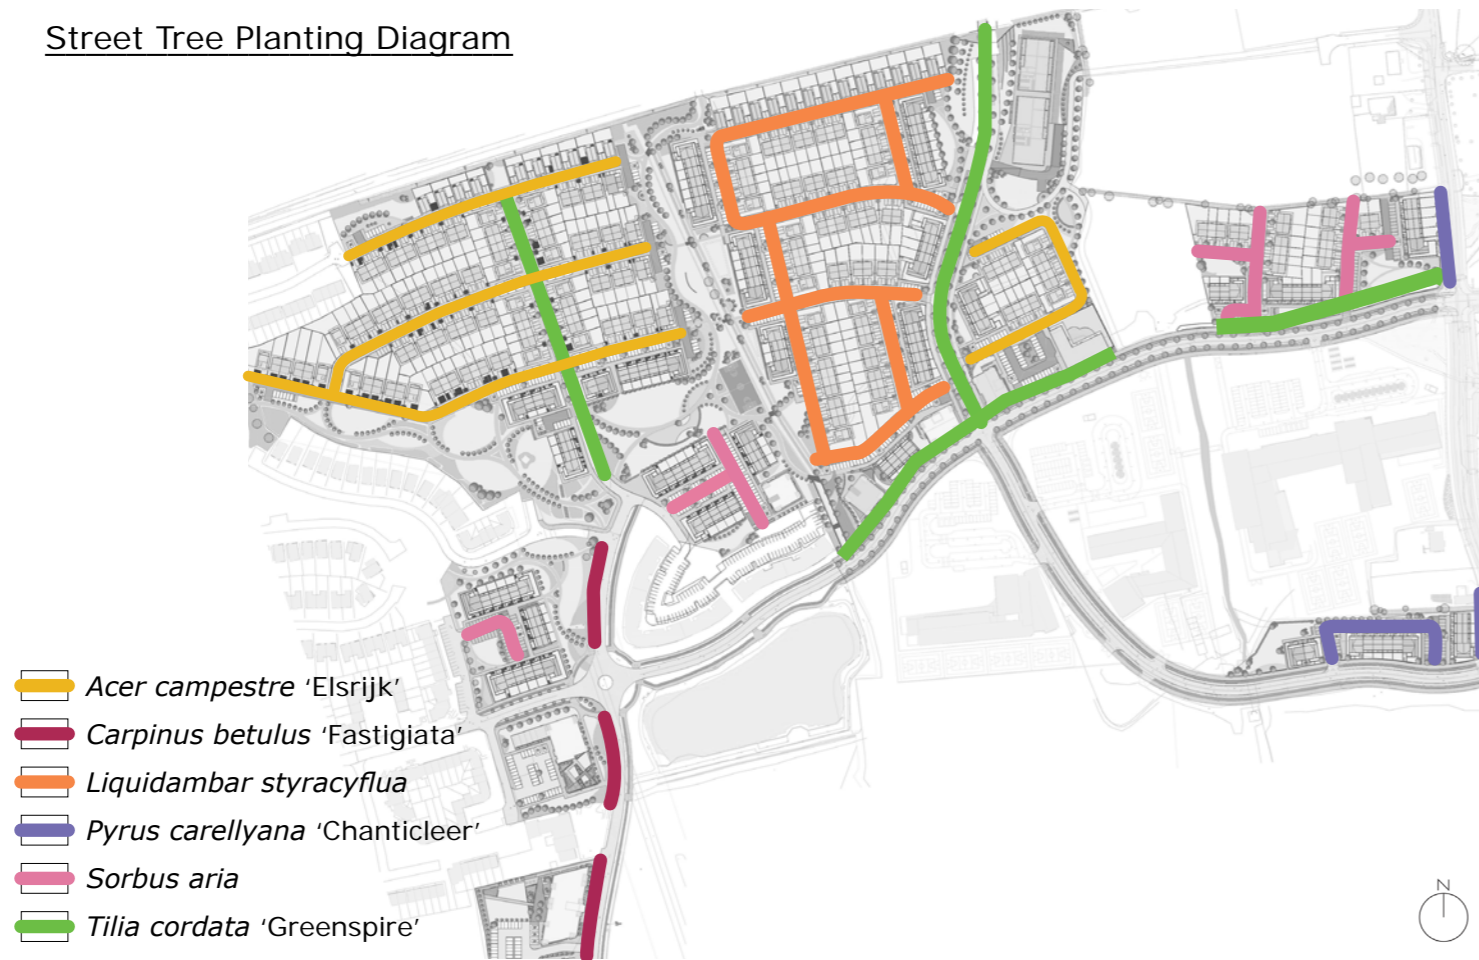 Street Tree Planting Diagram
Acer campestre ‘Elsrijk’
Carpinus betulus ‘Fastigiata’
Liquidambar styracyflua
Pyrus carellyana ‘Chanticleer’
Sorbus aria
Tilia cordata ‘Greenspire’
N